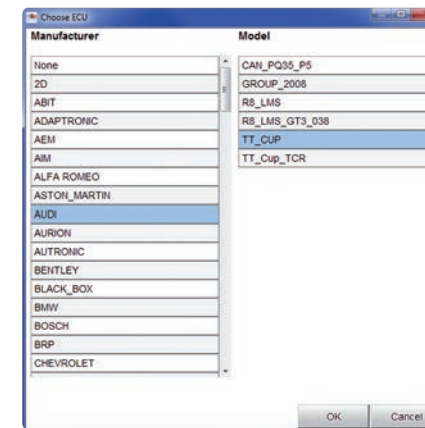 Choose ECU
Manufacturer
Model
None
2D
ABIT
ADAPTRONIC
AEM
AIM
ALFA ROMEO
ASTON_MARTIN
AUDI
AURION
AUTRONIC
BENTLEY
BLACK_BOX
BMW
BOSCH
BRP
CHEVROLET
CAN_PQ35_P5
GROUP_2006
R8_LMS
R8_LMS_GT3_038
TT_CUP
TT_Cup_TCR
OK
Cancel